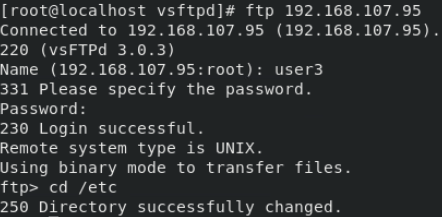 [root@localhost vsftpd]# ftp 192.168.107.95
Connected to 192.168.107.95 (192.168.107.95).
220 (vsFTPd 3.0.3)
Name (192.168.107.95:root): user3
331 Please specify the password.
Password:
230 Login successful.
Remote system type is UNIX.
Using binary mode to transfer files.
ftp> cd /etc
250 Directory successfully changed.